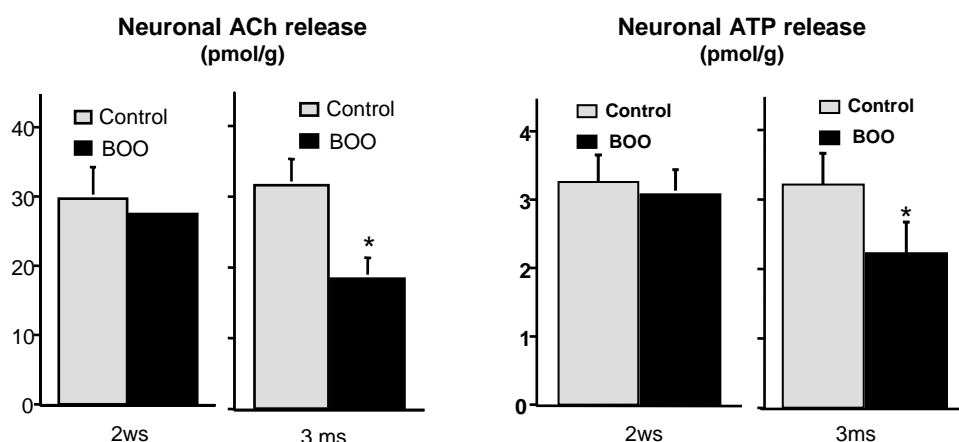 Neuronal ACh release
(pmol/g)
Control
BOO
Control
BOO
40
30
20
10
0
*
2ws
3 ms
Neuronal ATP release
(pmol/g)
Control
BOO
Control
BOO
4
3
2
1
0
*
2ws
3ms